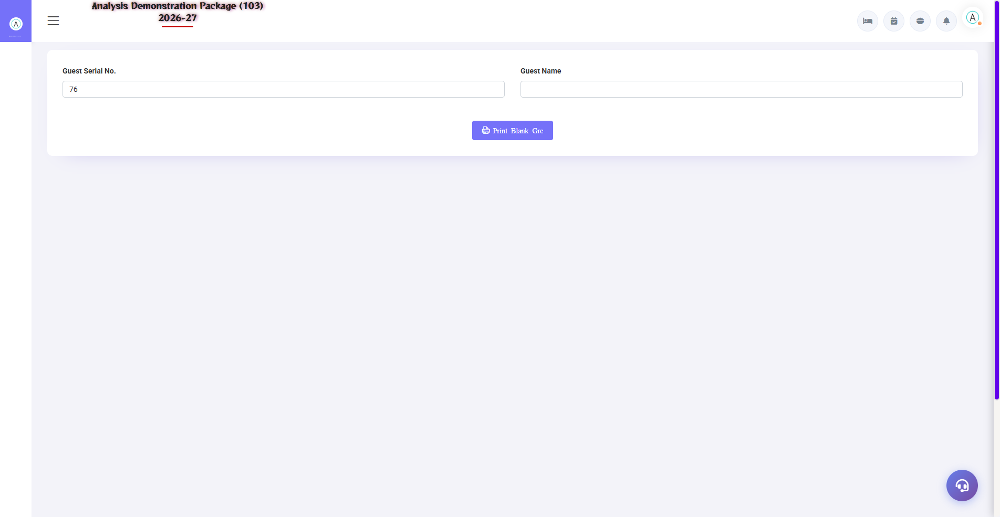 Analysis Demonstration Package (103)
2026-27
A
A
Guest Serial No.
Guest Name
76
Print Blank Grc